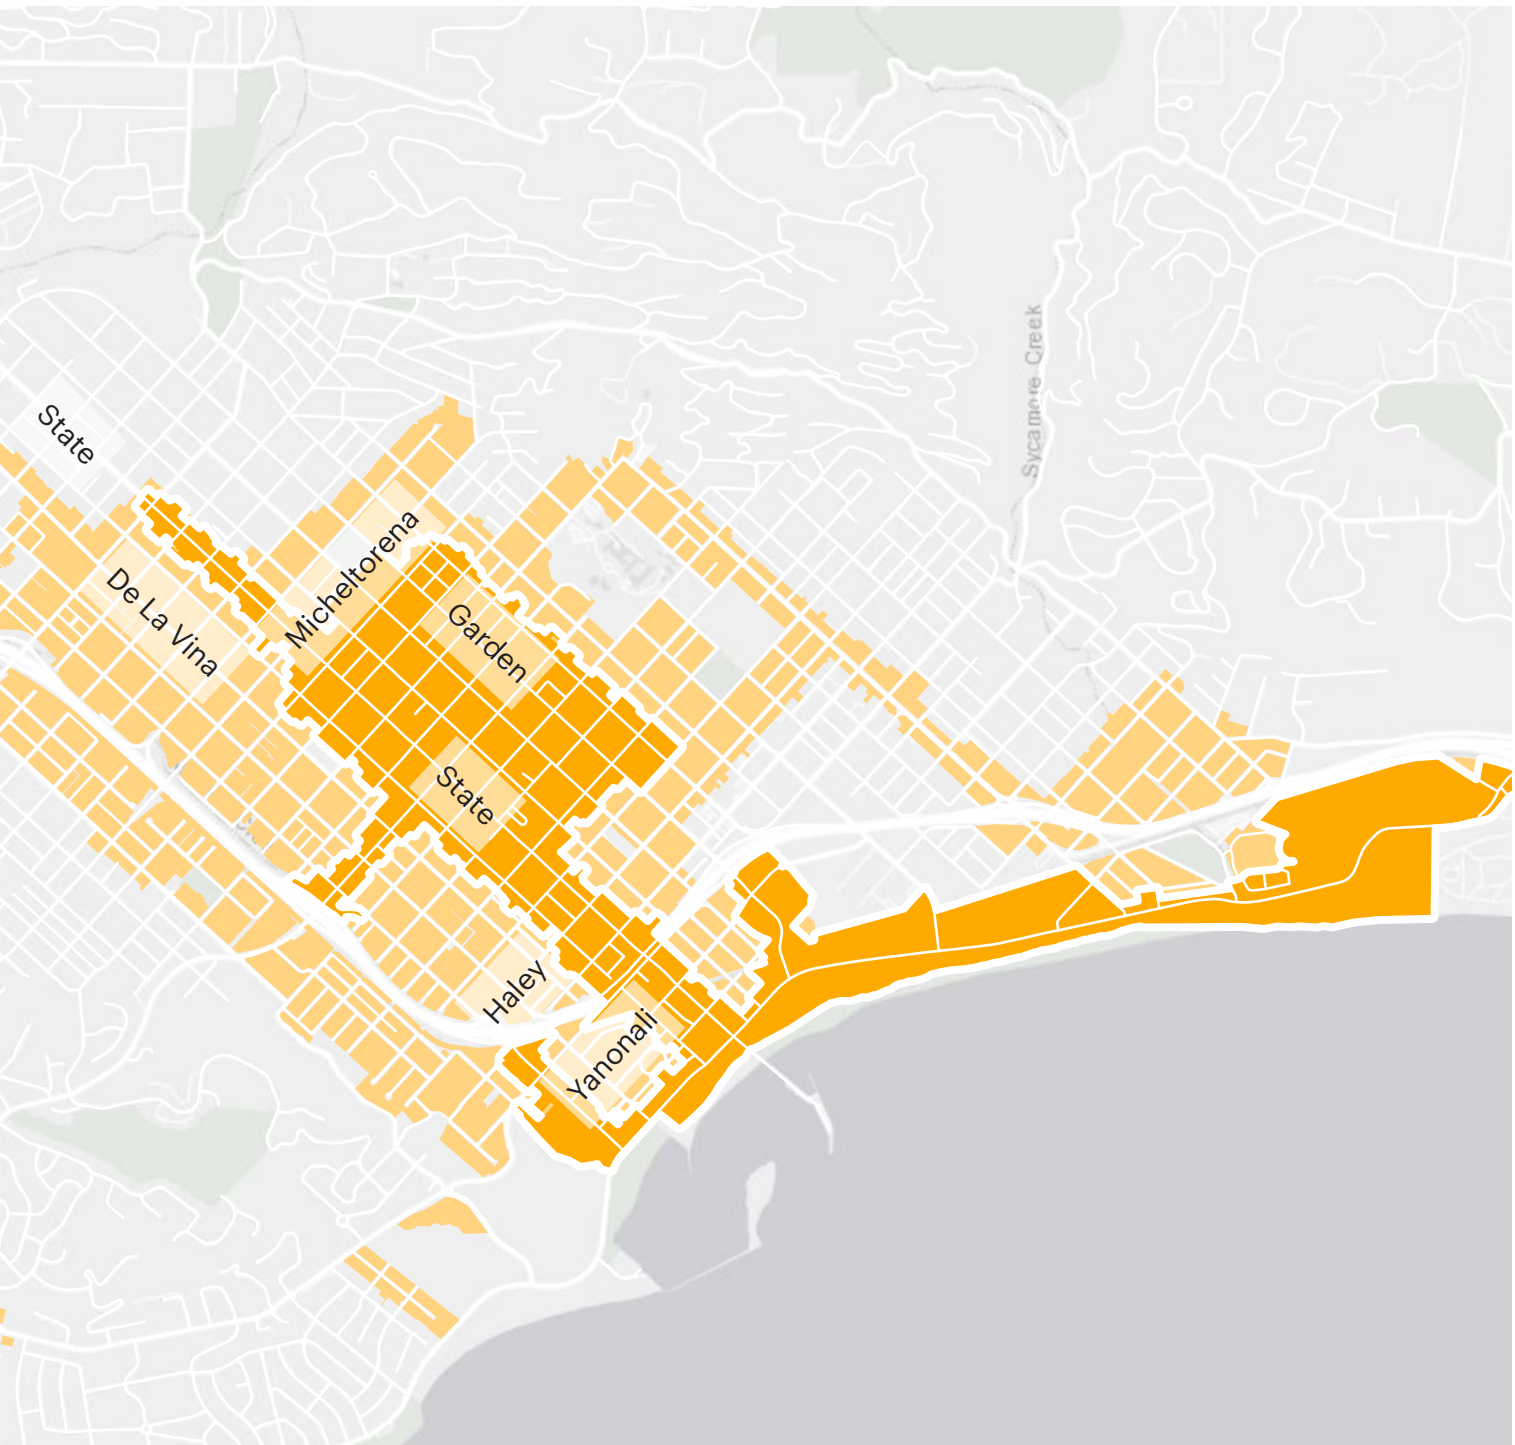 Sycamore Creek
State
Micheltorena
De La Vina
Garden
State
Haley
Yanonali